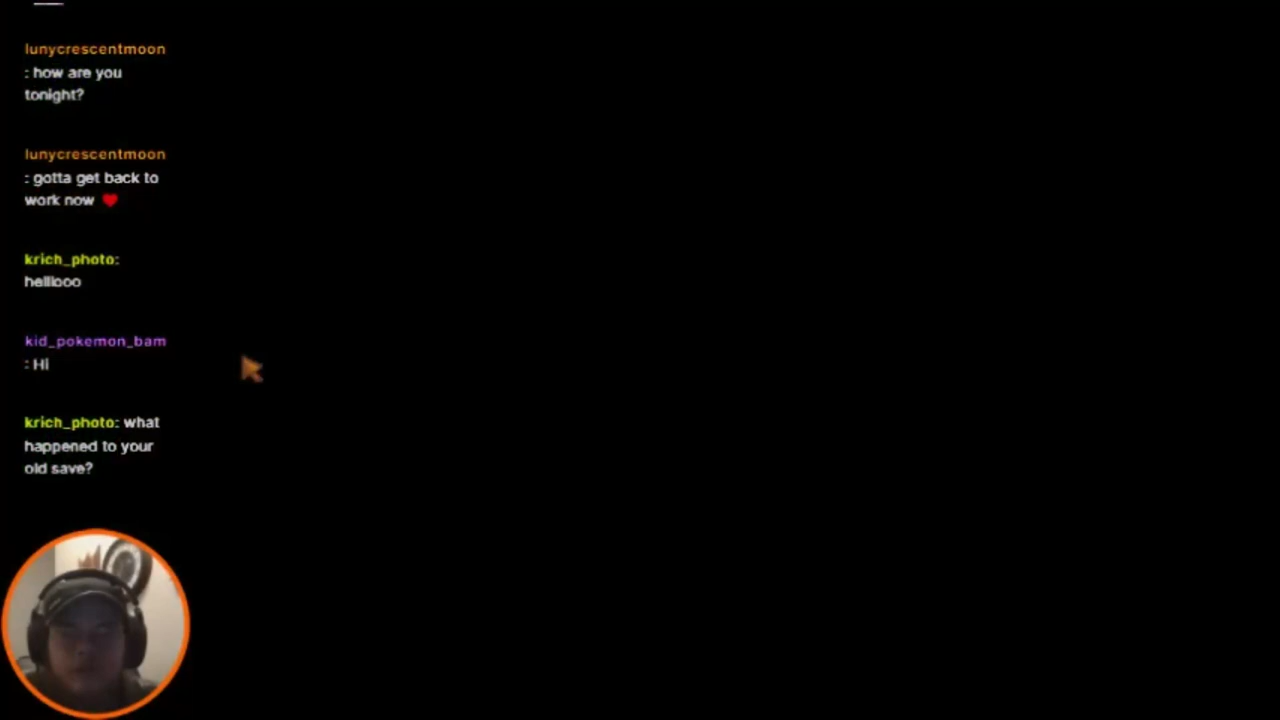 lunycrescentmoon
: how are you
tonight?
lunycrescentmoon
: gotta get back to
work now ❤
krich_photo:
helllooo
kid_pokemon_bam
: Hi
krich_photo: what
happened to your
old save?